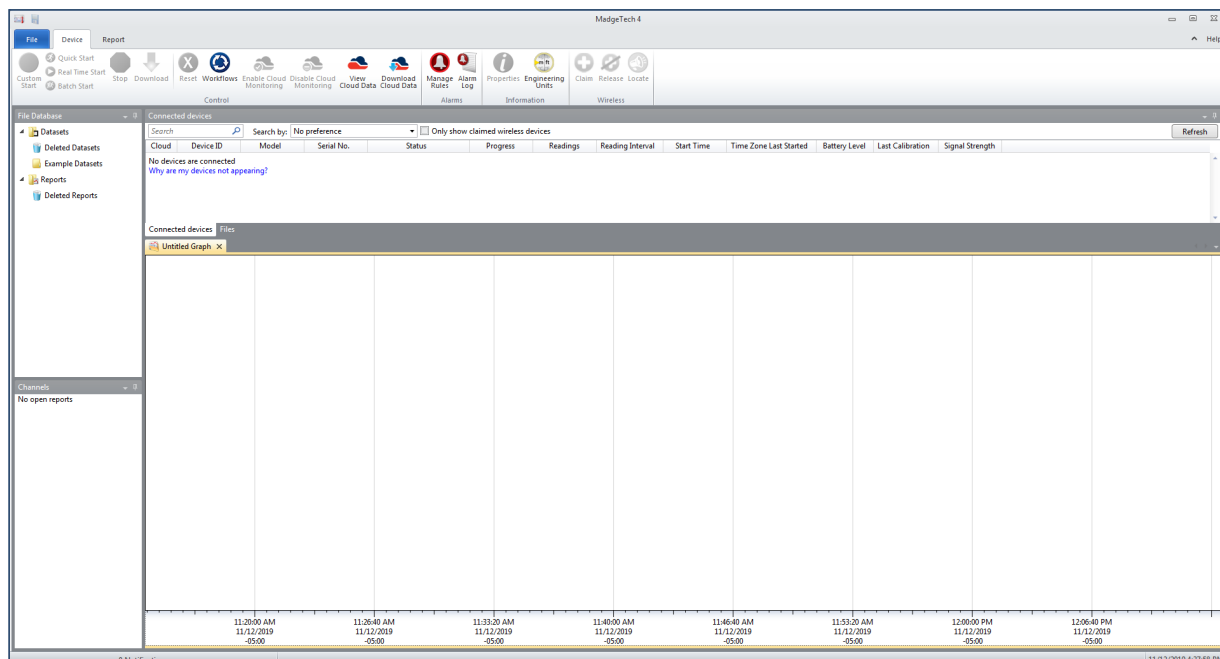 MadgeTech 4
File Device Report Help
Custom Start
Quick Start
Real Time Start
Batch Start
Stop
Download
Reset
Workflows
Enable Cloud Monitoring
Disable Cloud Monitoring
View Cloud Data
Download Cloud Data
Manage Rules
Alarm Log
Properties
Engineering Units
Claim
Release
Locate
Control Alarms Information Wireless
File Database
Datasets
Deleted Datasets
Example Datasets
Reports
Deleted Reports
Channels
No open reports
Connected devices
Search Search by: No preference Only show claimed wireless devices Refresh
Cloud Device ID Model Serial No. Status Progress Readings Reading Interval Start Time Time Zone Last Started Battery Level Last Calibration Signal Strength
No devices are connected
Why are my devices not appearing?
Connected devices Files
Untitled Graph
11:20:00 AM 11:26:40 AM 11:33:20 AM 11:40:00 AM 11:46:40 AM 11:53:20 AM 12:00:00 PM 12:06:40 PM
11/12/2019 11/12/2019 11/12/2019 11/12/2019 11/12/2019 11/12/2019 11/12/2019 11/12/2019
-05:00 -05:00 -05:00 -05:00 -05:00 -05:00 -05:00 -05:00